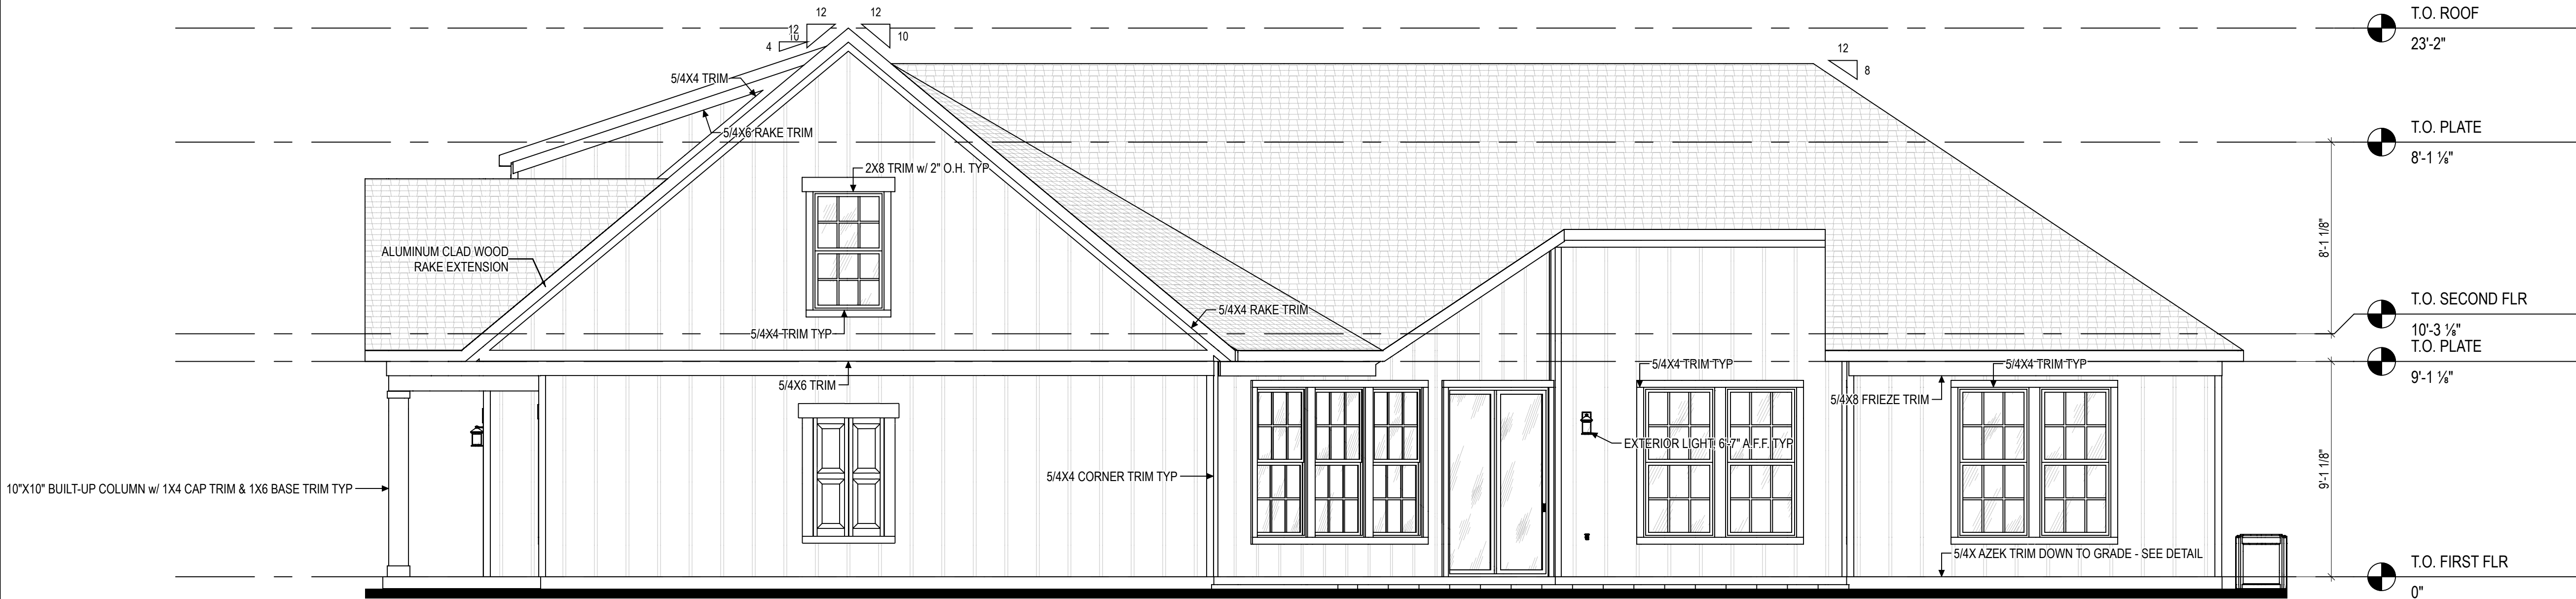 12
12
12
10
10
4
12
8
T.O. ROOF
23'-2"
5/4X4 TRIM
5/4X6 RAKE TRIM
T.O. PLATE
8'-1 ⅛"
2X8 TRIM w/ 2" O.H. TYP
ALUMINUM CLAD WOOD
RAKE EXTENSION
8'-1 1/8"
5/4X4 RAKE TRIM
5/4X4 TRIM TYP
T.O. SECOND FLR
10'-3 ⅛"
T.O. PLATE
9'-1 ⅛"
5/4X6 TRIM
5/4X4 TRIM TYP
5/4X4 TRIM TYP
5/4X8 FRIEZE TRIM
EXTERIOR LIGHT, 6'-7" A.F.F. TYP
5/4X4 CORNER TRIM TYP
10"X10" BUILT-UP COLUMN w/ 1X4 CAP TRIM & 1X6 BASE TRIM TYP
9'-1 1/8"
5/4X AZEK TRIM DOWN TO GRADE - SEE DETAIL
T.O. FIRST FLR
0"